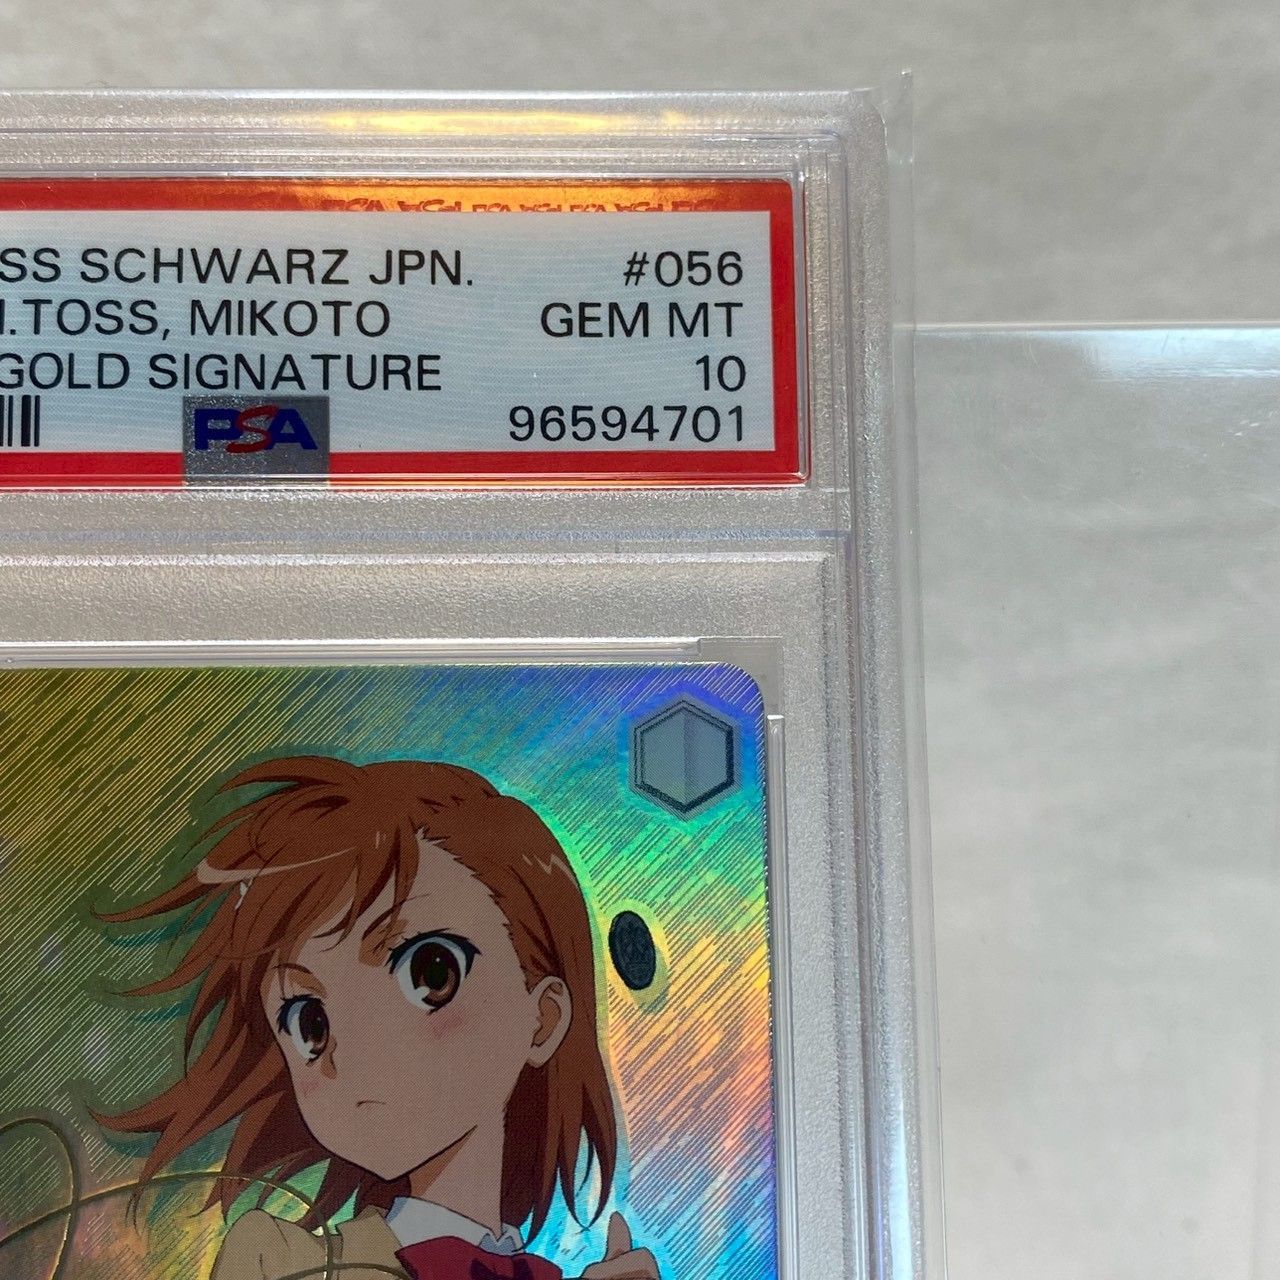 SS SCHWARZ JPN. #056
.TOSS, MIKOTO GEM MT
GOLD SIGNATURE 10
PSA 96594701